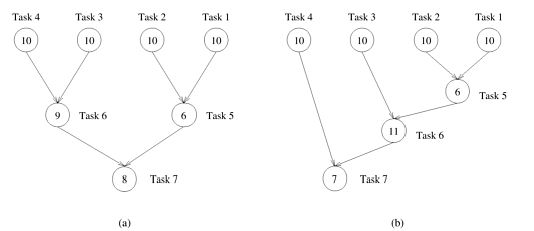 Task 4 Task 3 Task 2 Task 1 Task 4 Task 3 Task 2 Task 1
10 10 10 10 10 10 10 10
6 Task 5
9 Task 6 6 Task 5
11 Task 6
8 Task 7 7 Task 7
(a) (b)